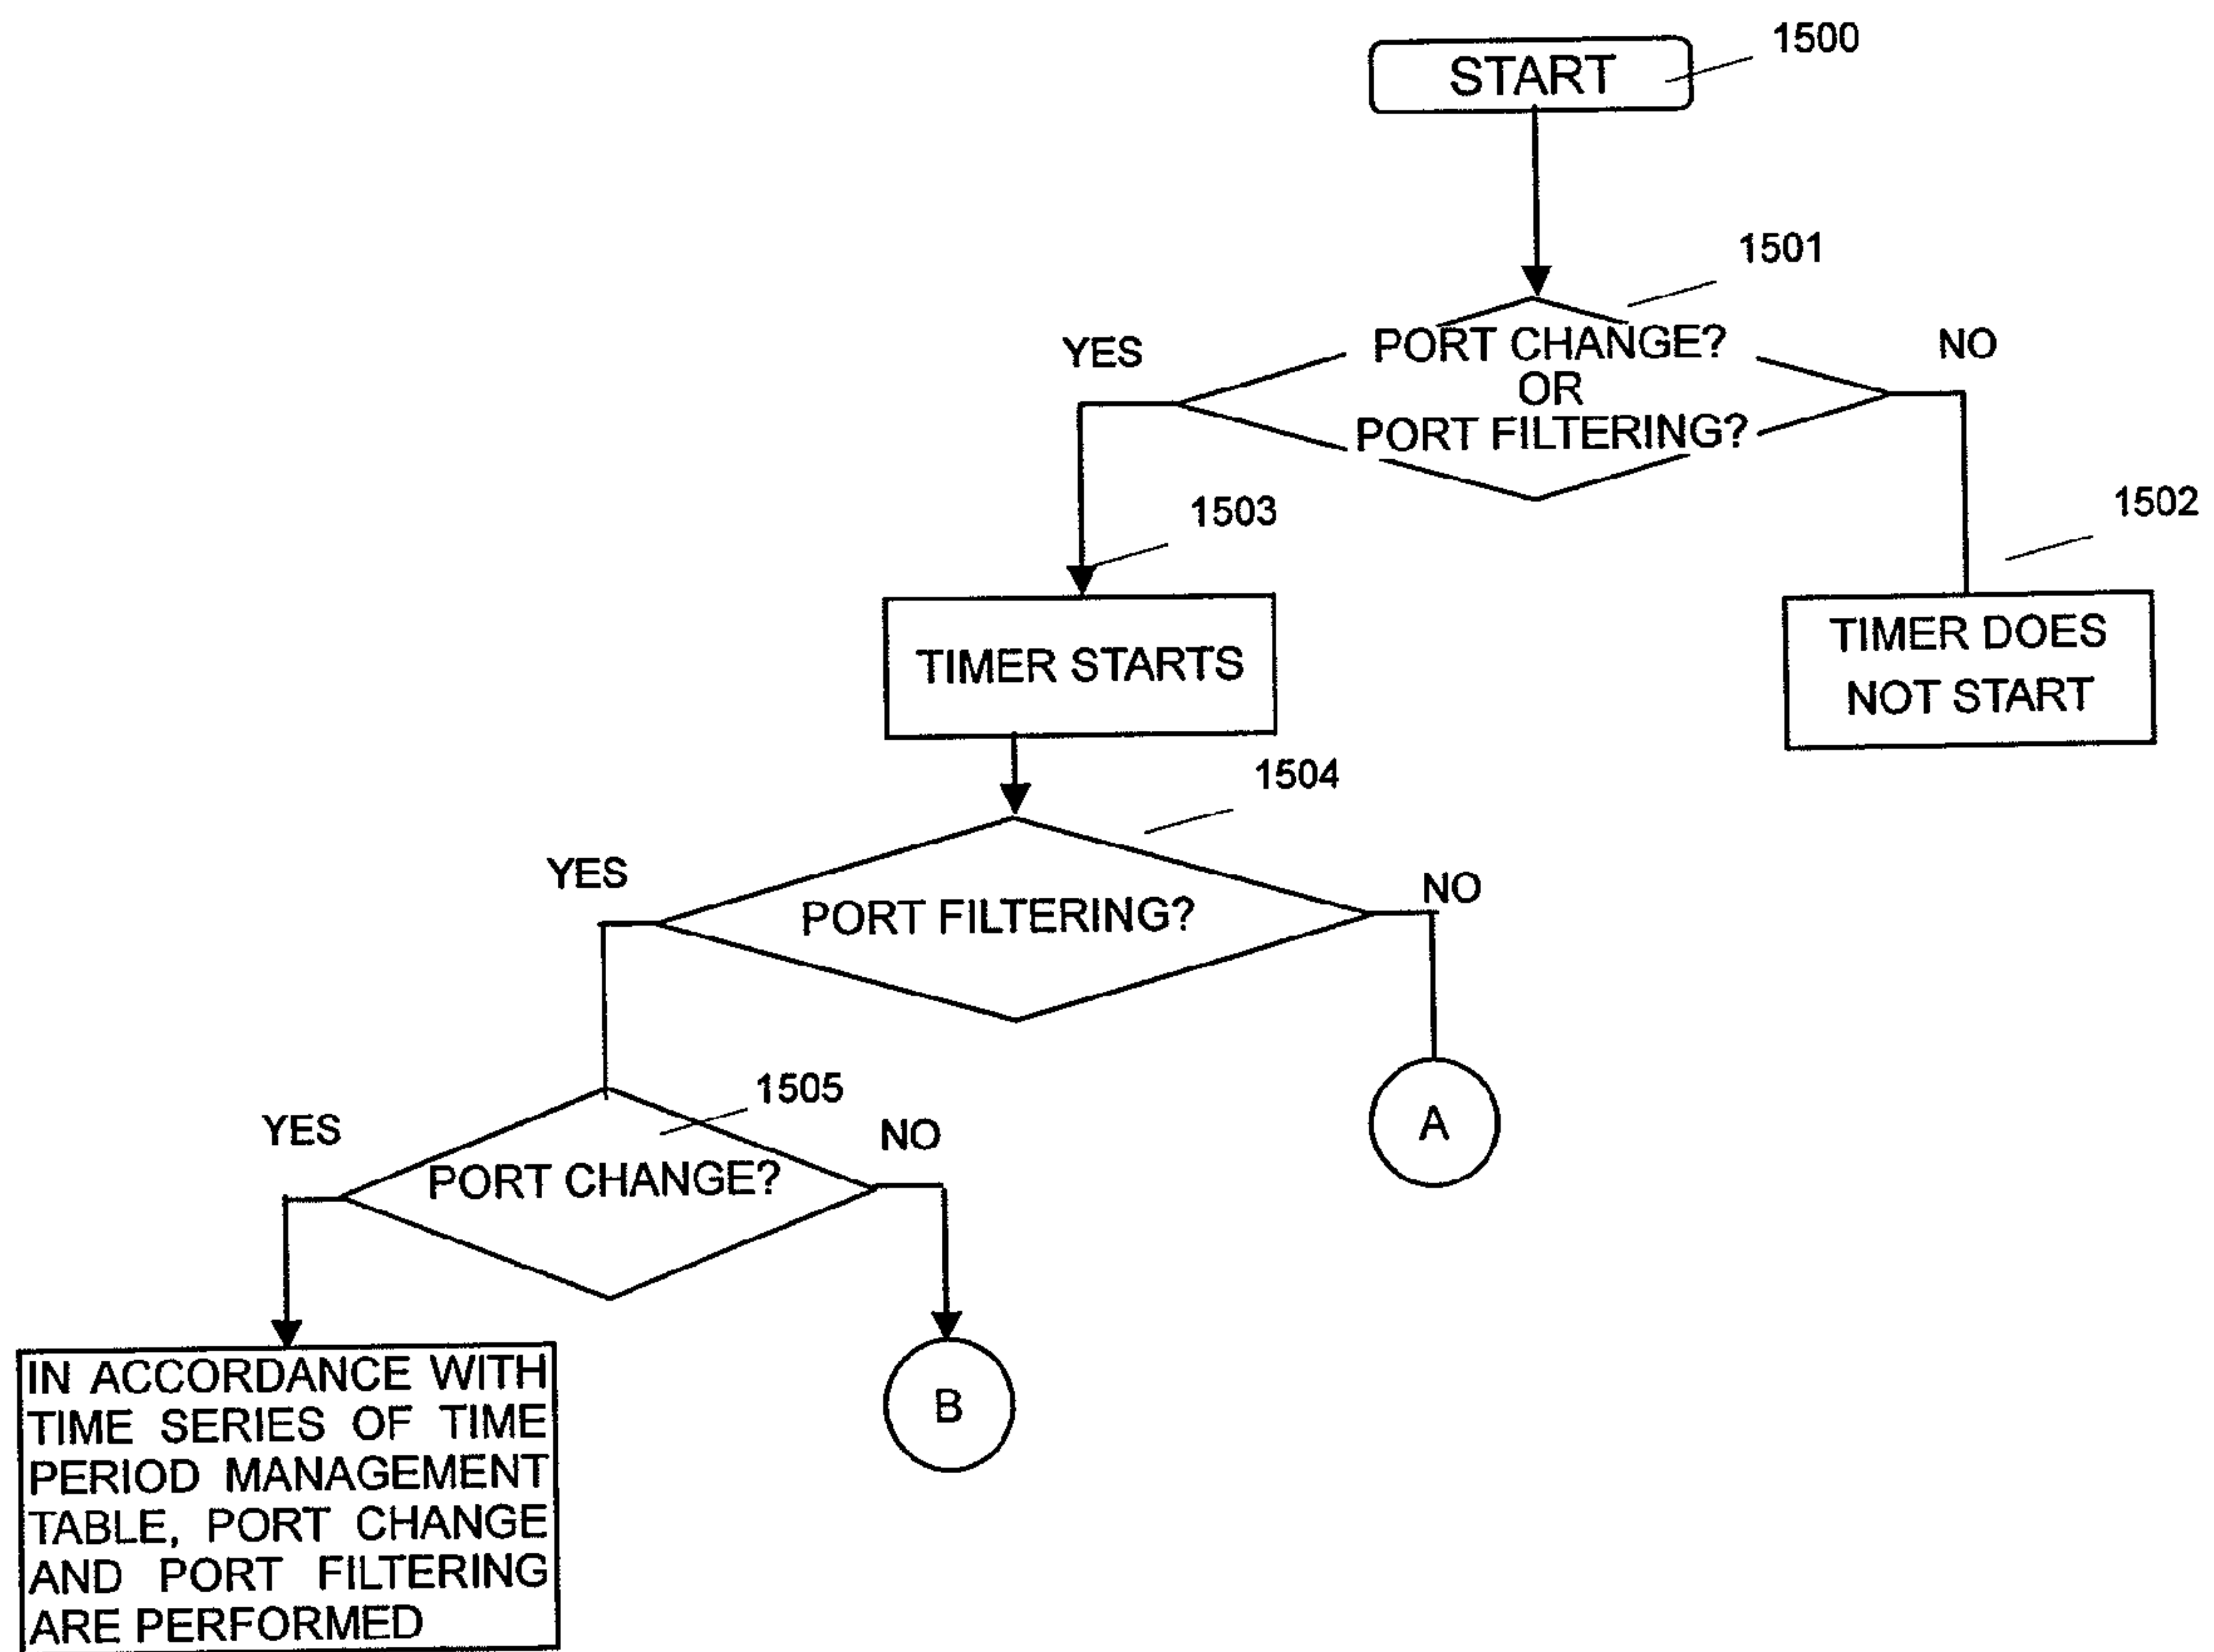 1500
START
1501
YES
PORT CHANGE?
NO
OR
PORT FILTERING?
1503
1502
TIMER STARTS
TIMER DOES
NOT START
1504
YES
NO
PORT FILTERING?
1505
YES
NO
PORT CHANGE?
A
B
IN ACCORDANCE WITH
TIME SERIES OF TIME
PERIOD MANAGEMENT
TABLE, PORT CHANGE
AND PORT FILTERING
ARE PERFORMED